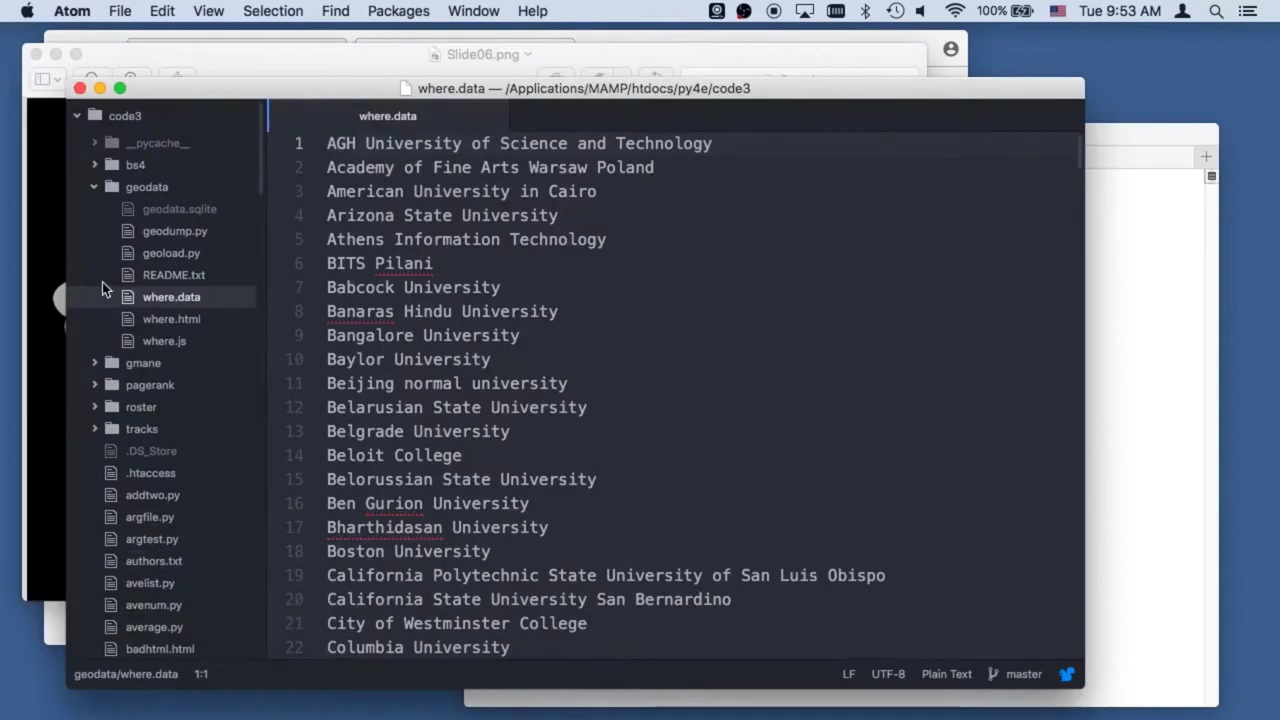 Atom File Edit View Selection Find Packages Window Help 100% Tue 9:53 AM
Slide06.png
where.data — /Applications/MAMP/htdocs/py4e/code3
code3
__pycache__
bs4
geodata
geodata.sqlite
geodump.py
geoload.py
README.txt
where.data
where.html
where.js
gmane
pagerank
roster
tracks
.DS_Store
.htaccess
addtwo.py
argfile.py
argtest.py
authors.txt
avelist.py
avenum.py
average.py
badhtml.html
where.data
1 AGH University of Science and Technology
2 Academy of Fine Arts Warsaw Poland
3 American University in Cairo
4 Arizona State University
5 Athens Information Technology
6 BITS Pilani
7 Babcock University
8 Banaras Hindu University
9 Bangalore University
10 Baylor University
11 Beijing normal university
12 Belarusian State University
13 Belgrade University
14 Beloit College
15 Belorussian State University
16 Ben Gurion University
17 Bharthidasan University
18 Boston University
19 California Polytechnic State University of San Luis Obispo
20 California State University San Bernardino
21 City of Westminster College
22 Columbia University
geodata/where.data 1:1 LF UTF-8 Plain Text master